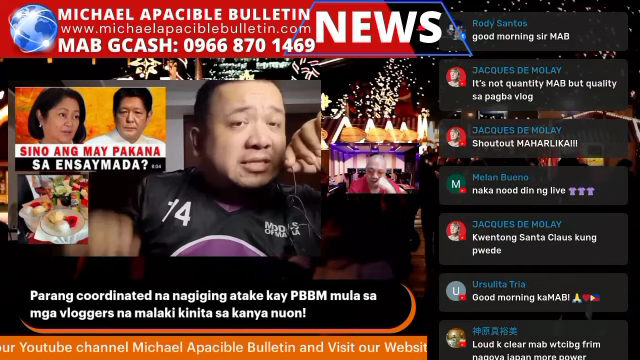 MICHAEL APACIBLE BULLETIN
www.michaelapaciblebulletin.com
MAB GCASH: 0966 870 1469
NEWS
SINO ANG MAY PAKANA
SA ENSAYMADA?
74
Parang coordinated na nagiging atake kay PBBM mula sa
mga vloggers na malaki kinita sa kanya nuon!
our Youtube channel Michael Apacible Bulletin and Visit our Websit
Rody Santos
good morning sir MAB
JACQUES DE MOLAY
It's not quantity MAB but quality
sa pagba vlog
JACQUES DE MOLAY
Shoutout MAHARLIKA!!!
M
Melan Bueno
naka nood din ng live 👕👕👕
JACQUES DE MOLAY
Kwentong Santa Claus kung
pwede
U
Ursulita Tria
Good morning kaMAB! 🙏❤️🇵🇭
神原真裕美
Loud k clear mab wtcibg frim
nagoya japan more power